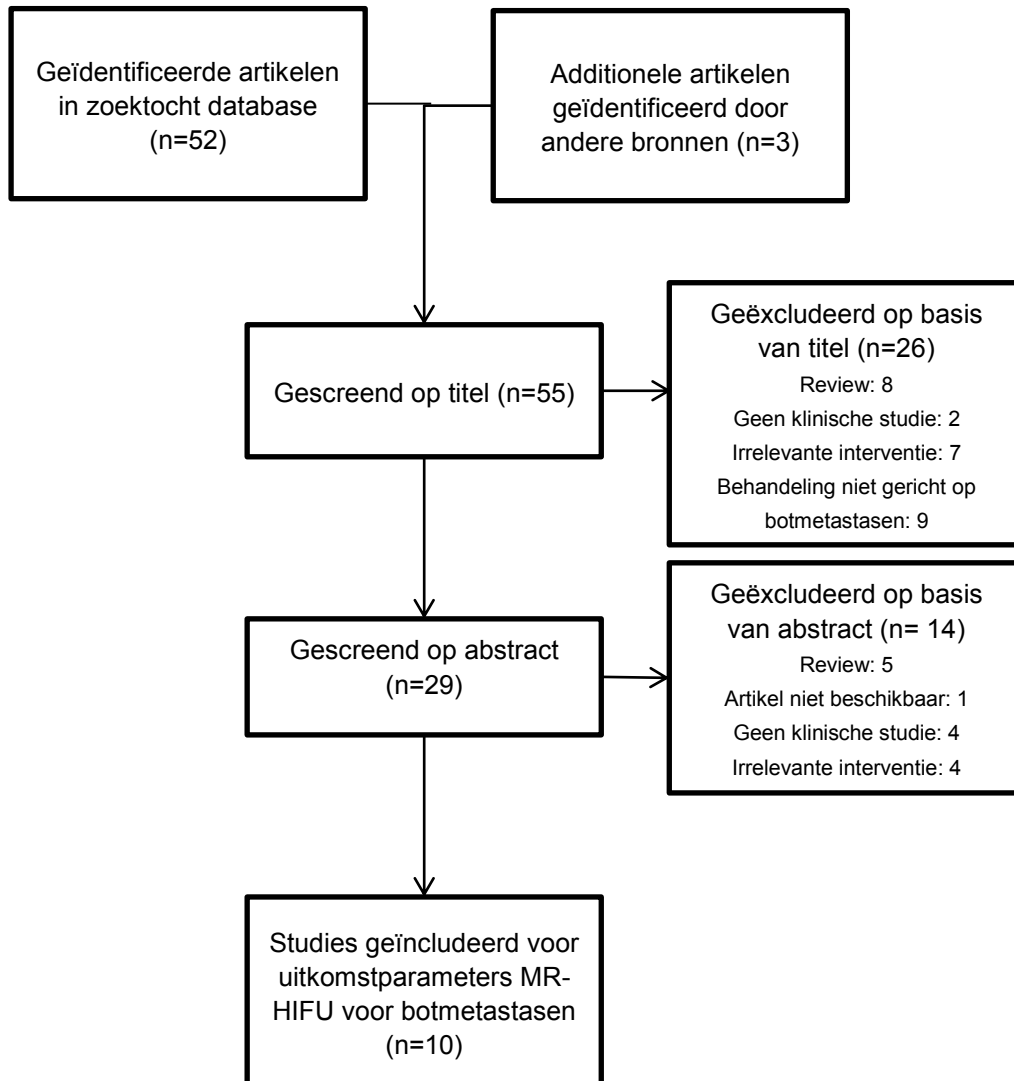 Geïdentificeerde artikelen
in zoektocht database
(n=52)
Additionele artikelen
geïdentificeerd door
andere bronnen (n=3)
Gescreend op titel (n=55)
Geëxcludeerd op basis
van titel (n=26)
Review: 8
Geen klinische studie: 2
Irrelevante interventie: 7
Behandeling niet gericht op
botmetastasen: 9
Gescreend op abstract
(n=29)
Geëxcludeerd op basis
van abstract (n= 14)
Review: 5
Artikel niet beschikbaar: 1
Geen klinische studie: 4
Irrelevante interventie: 4
Studies geïncludeerd voor
uitkomstparameters MR-
HIFU voor botmetastasen
(n=10)